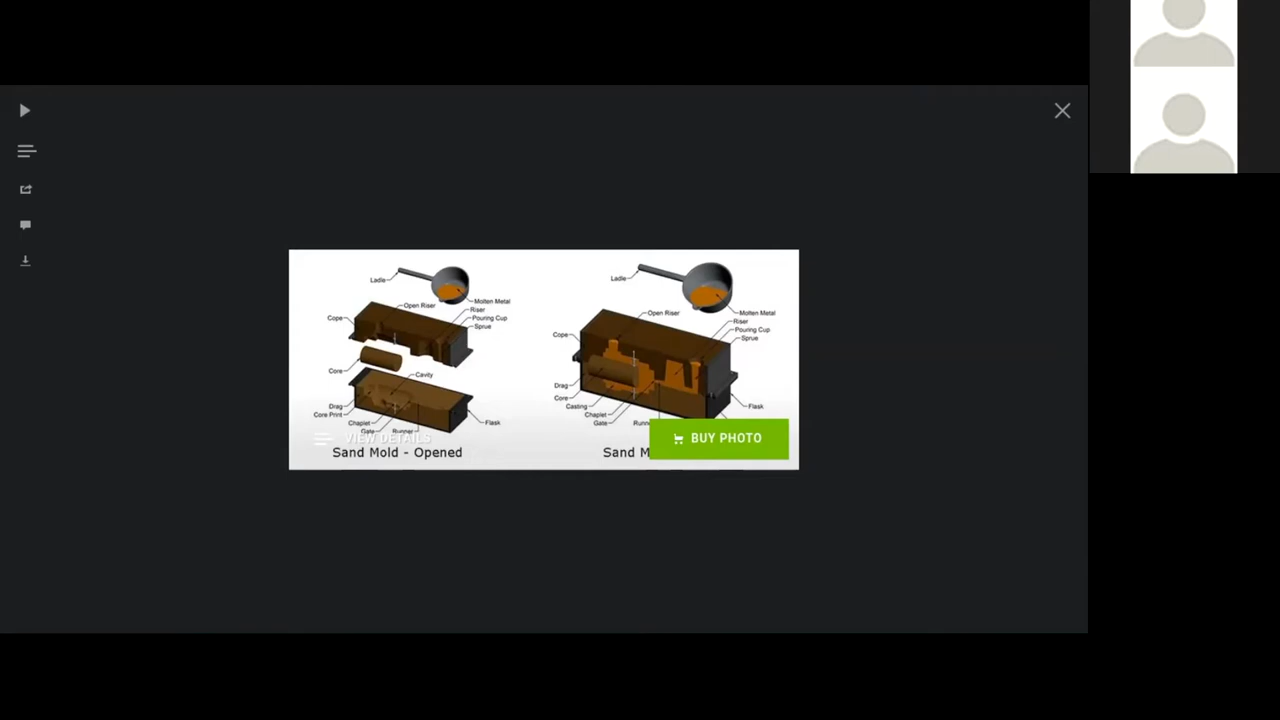 Ladle
Molten Metal
Open Riser
Riser
Pouring Cup
Sprue
Cope
Core
Cavity
Drag
Core Print
Chaplet
Gate
Runner
Flask
VIEW DETAILS
Sand Mold - Opened
Ladle
Molten Metal
Open Riser
Riser
Pouring Cup
Sprue
Cope
Drag
Core
Casting
Chaplet
Gate
Flask
BUY PHOTO
Sand M